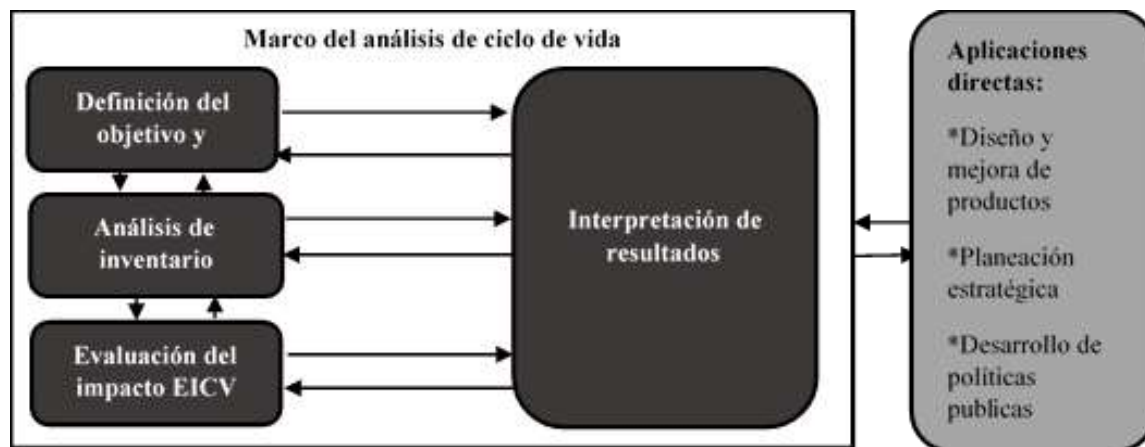 Marco del análisis de ciclo de vida
Definición del
objetivo y
Análisis de
inventario
Evaluación del
impacto EICV
Interpretación de
resultados
Aplicaciones
directas:
*Diseño y
mejora de
productos
*Planeación
estratégica
*Desarrollo de
políticas
publicas